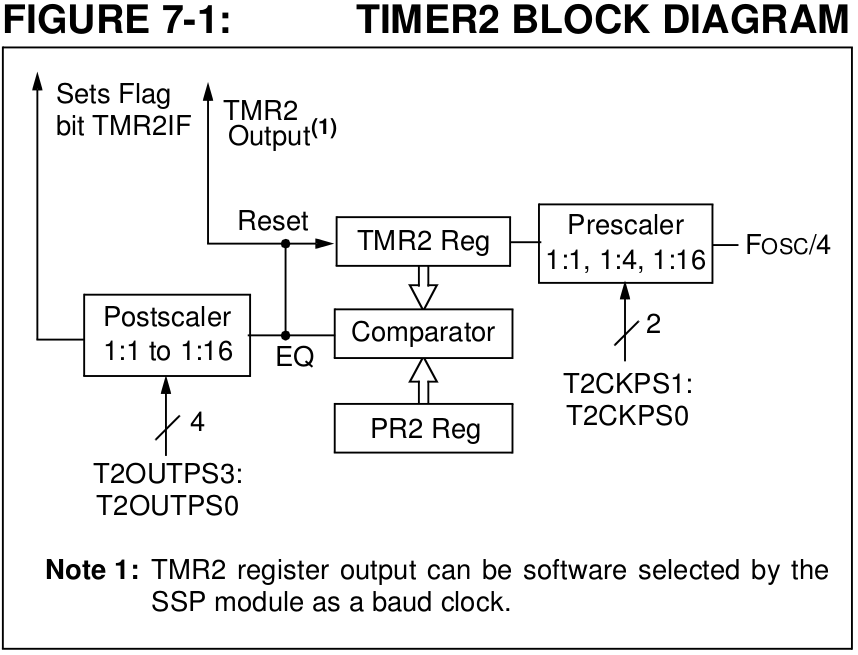 FIGURE 7-1: TIMER2 BLOCK DIAGRAM
Sets Flag
bit TMR2IF
TMR2
Output(1)
Reset
TMR2 Reg
Prescaler
1:1, 1:4, 1:16
FOSC/4
Postscaler
1:1 to 1:16
EQ
Comparator
2
T2CKPS1:
T2CKPS0
PR2 Reg
4
T2OUTPS3:
T2OUTPS0
Note 1: TMR2 register output can be software selected by the
SSP module as a baud clock.